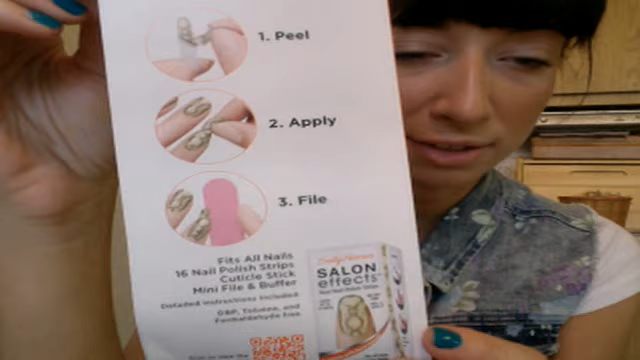 1. Peel
2. Apply
3. File
Fits All Nails
16 Nail Polish Strips
Cuticle Stick
Mini File & Buffer
Detailed Instructions Included
DBP, Toluene, and
Formaldehyde Free
Sally Hansen
SALON
effects